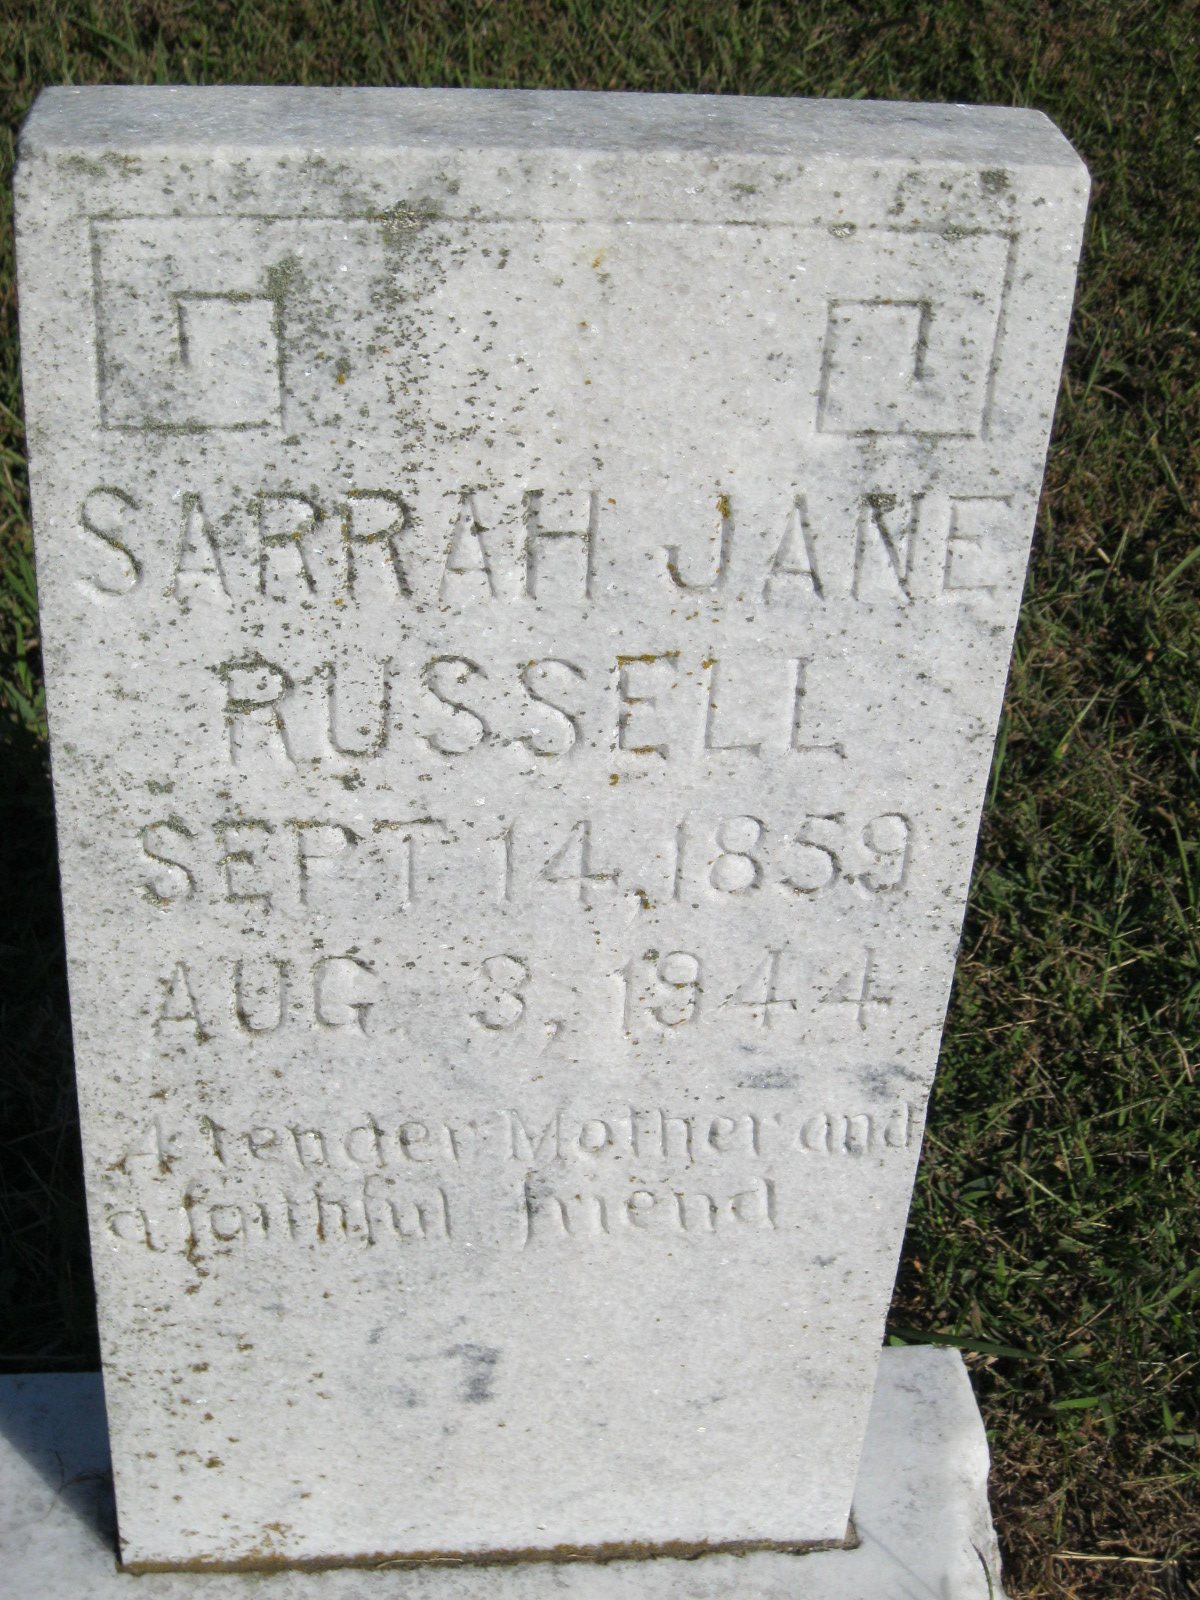 SARRAH JANE
RUSSELL
SEPT 14, 1859
AUG 3, 1944
A tender Mother and
a faithful friend